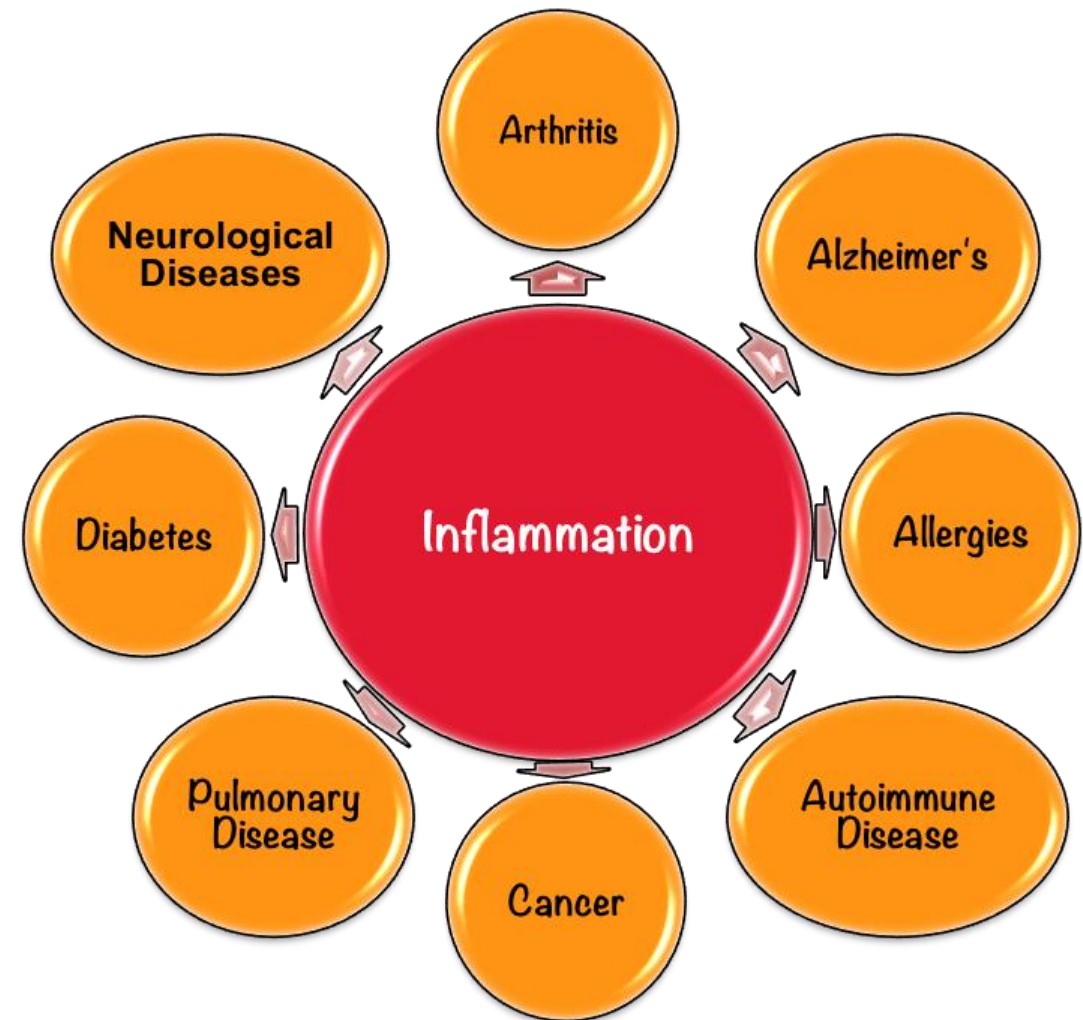 Arthritis
Neurological
Diseases
Alzheimer's
Diabetes
Inflammation
Allergies
Pulmonary
Disease
Autoimmune
Disease
Cancer